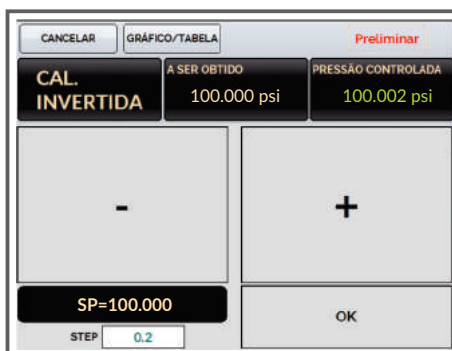 CANCELAR
GRÁFICO/TABELA
Preliminar
CAL.
INVERTIDA
A SER OBTIDO
100.000 psi
PRESSÃO CONTROLADA
100.002 psi
-
+
SP=100.000
OK
STEP 0.2